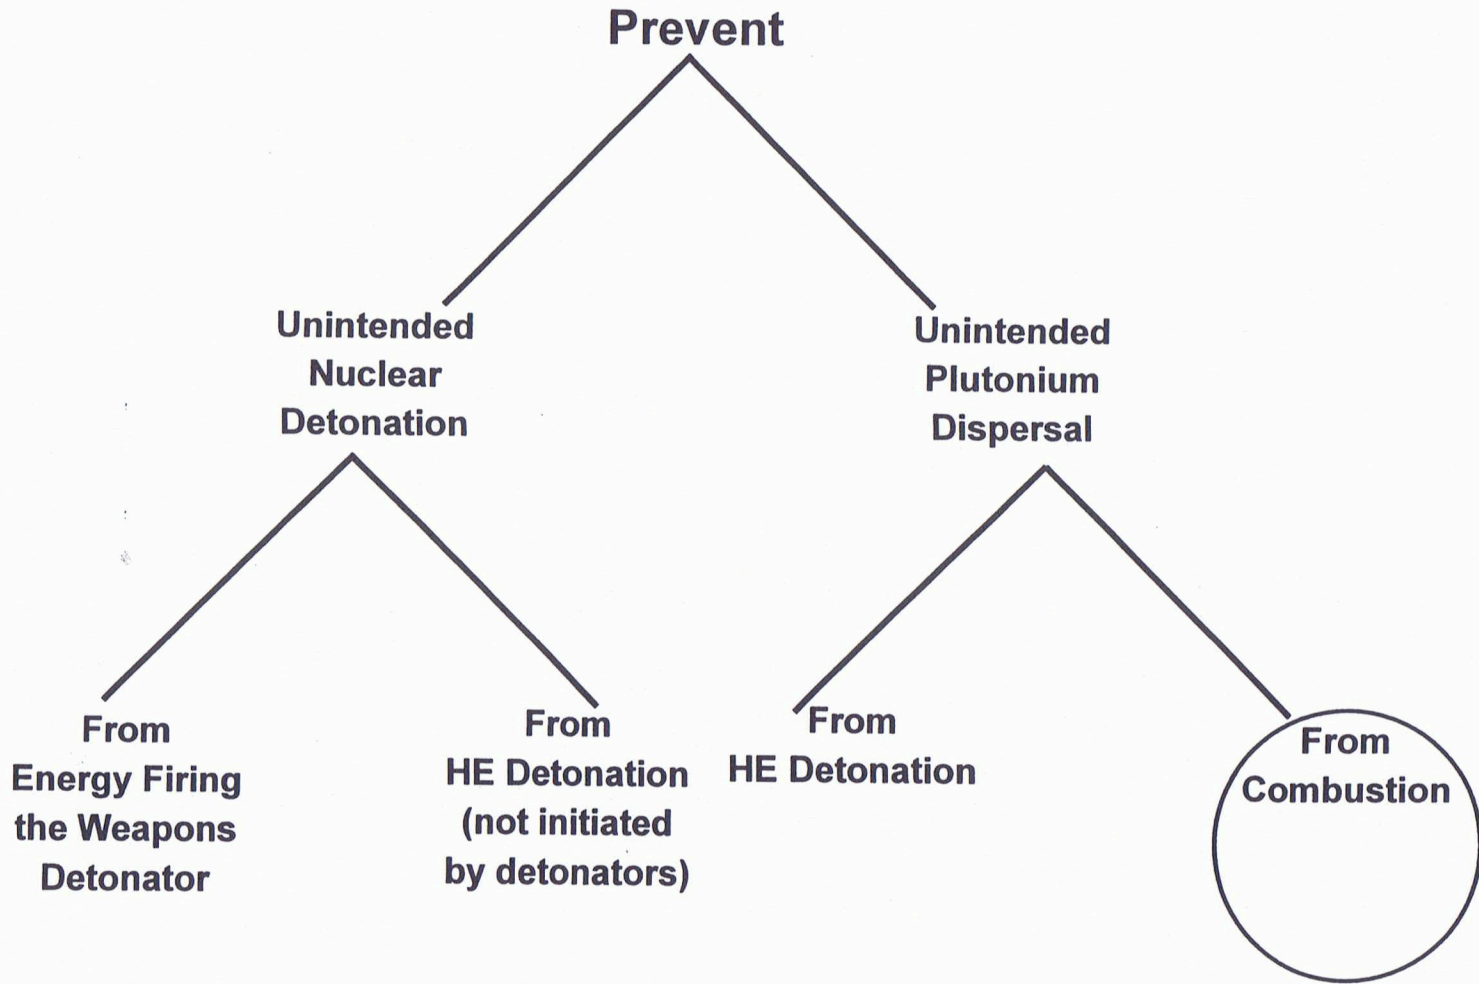 Prevent
Unintended
Nuclear
Detonation
Unintended
Plutonium
Dispersal
From
Energy Firing
the Weapons
Detonator
From
HE Detonation
(not initiated
by detonators)
From
HE Detonation
From
Combustion